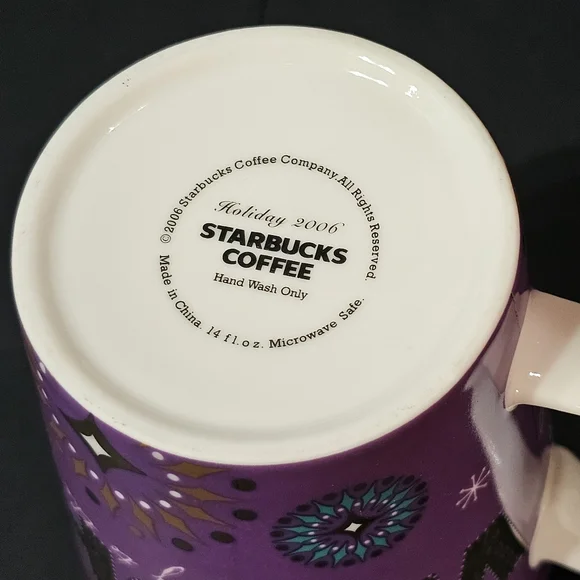 ©2006 Starbucks Coffee Company.All Rights Reserved.
Holiday 2006
STARBUCKS
COFFEE
Hand Wash Only
Made in China. 14 fl.oz. Microwave Safe.